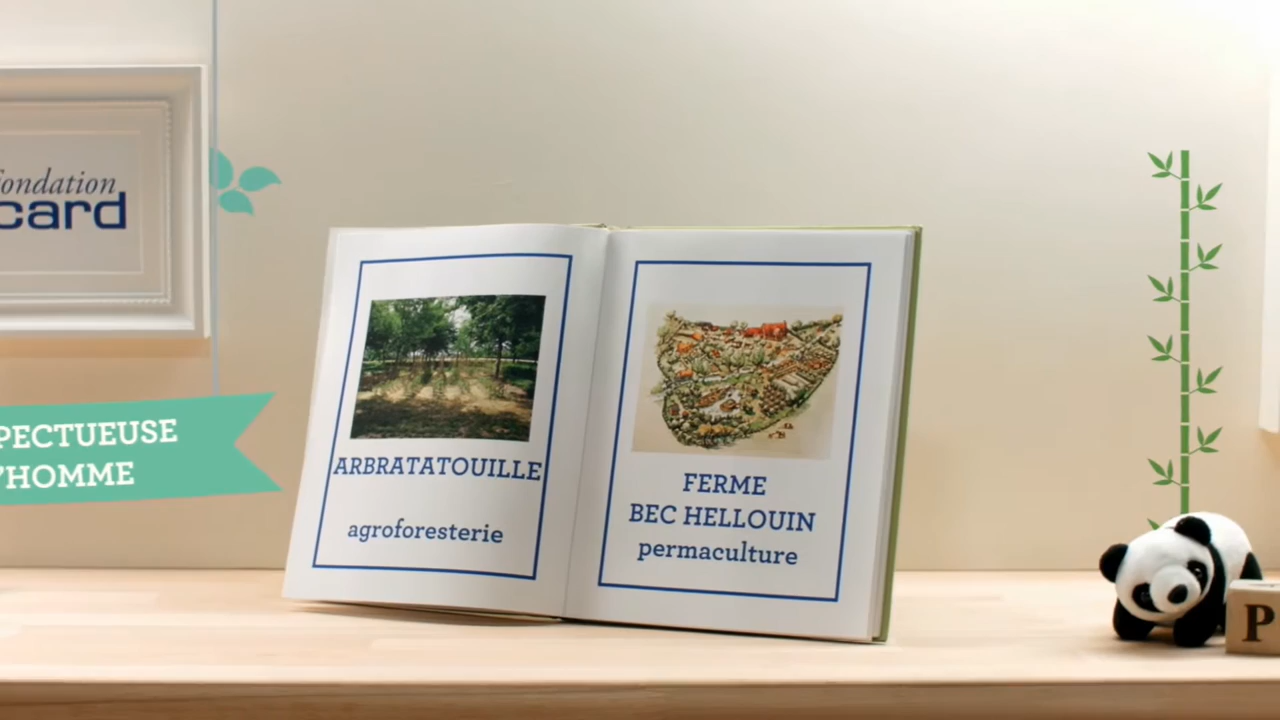 fondation
card
PECTUEUSE
'HOMME
ARBRATATOUILLE
agroforesterie
FERME
BEC HELLOUIN
permaculture
P